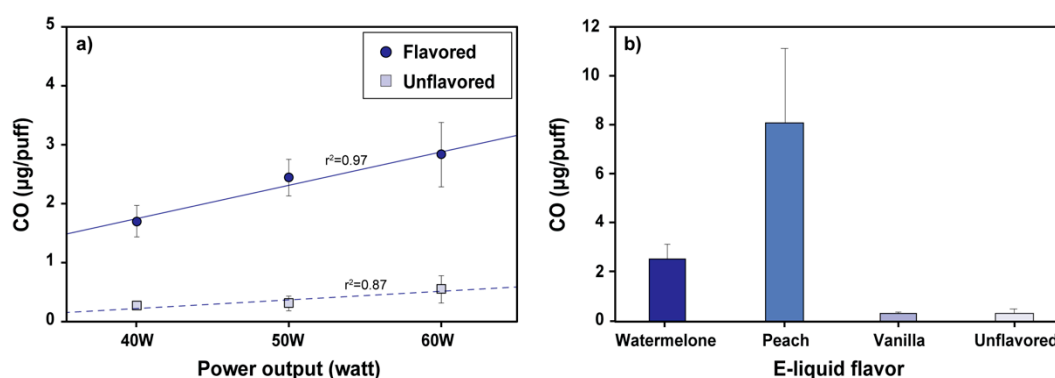 a)
Flavored
Unflavored
r²=0.97
r²=0.87
5
4
3
2
1
0
CO (µg/puff)
40W
50W
60W
Power output (watt)
b)
12
10
8
6
4
2
0
CO (µg/puff)
Watermelone
Peach
Vanilla
Unflavored
E-liquid flavor